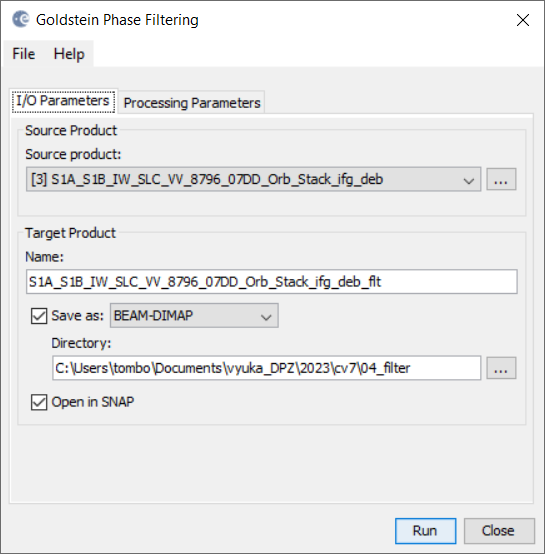 Goldstein Phase Filtering
File Help
I/O Parameters Processing Parameters
Source Product
Source product:
[3] S1A_S1B_IW_SLC_VV_8796_07DD_Orb_Stack_ifg_deb ...
Target Product
Name:
S1A_S1B_IW_SLC_VV_8796_07DD_Orb_Stack_ifg_deb_flt
Save as: BEAM-DIMAP
Directory:
C:\Users\tombo\Documents\vyuka_DPZ\2023\cv7\04_filter ...
Open in SNAP
Run Close